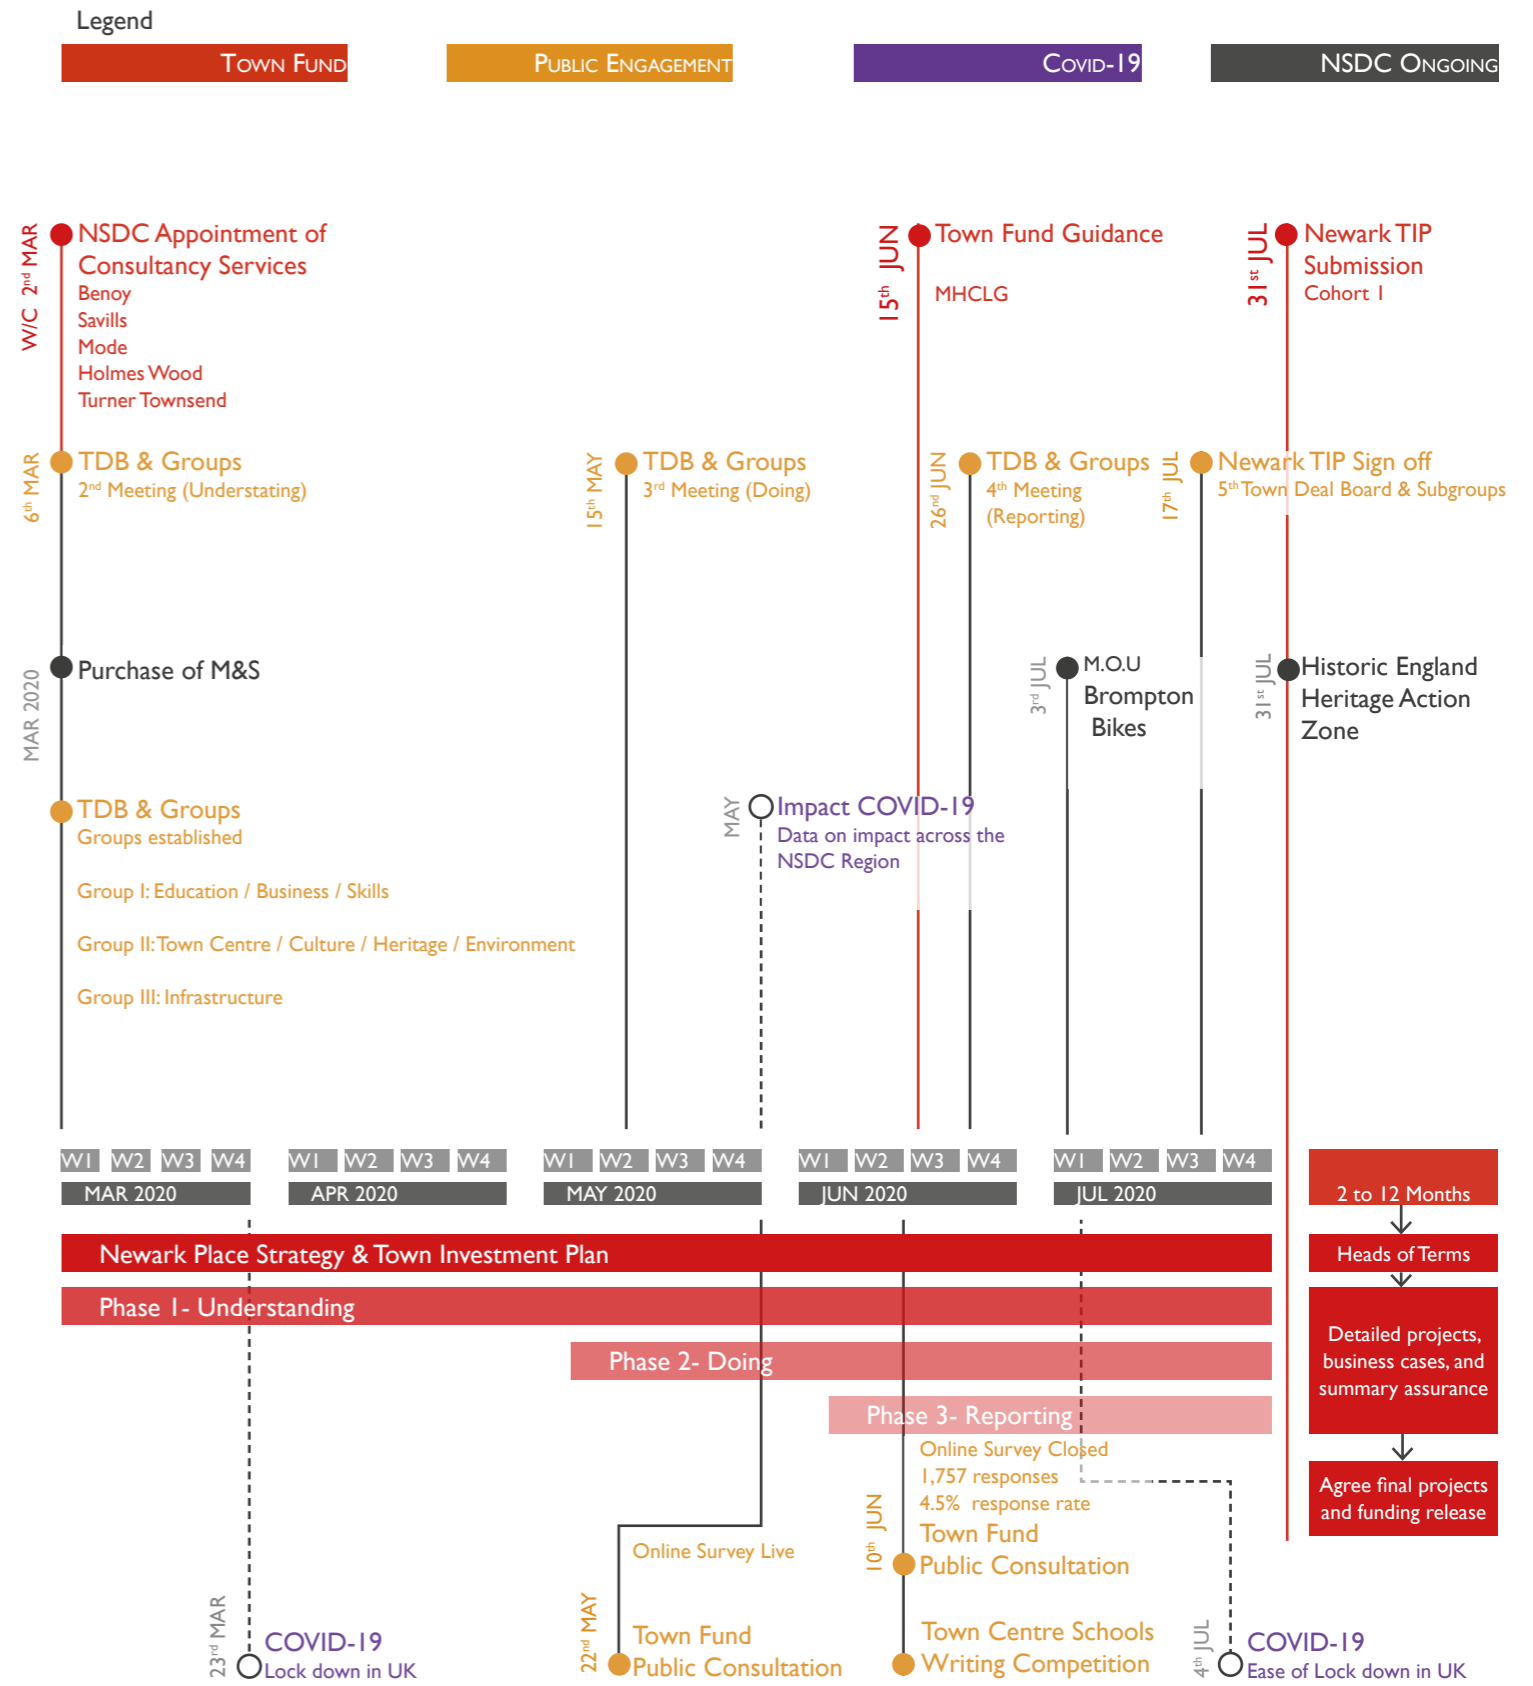 Legend
Town Fund
Public Engagement
Covid-19
NSDC Ongoing
W/C 2nd MAR
NSDC Appointment of
Consultancy Services
Benoy
Savills
Mode
Holmes Wood
Turner Townsend
15th JUN
Town Fund Guidance
MHCLG
31st JUL
Newark TIP
Submission
Cohort 1
6th MAR
TDB & Groups
2nd Meeting (Understating)
15th MAY
TDB & Groups
3rd Meeting (Doing)
26nd JUN
TDB & Groups
4th Meeting
(Reporting)
17th JUL
Newark TIP Sign off
5th Town Deal Board & Subgroups
MAR 2020
Purchase of M&S
3rd JUL
M.O.U
Brompton
Bikes
31st JUL
Historic England
Heritage Action
Zone
TDB & Groups
Groups established
Group I: Education / Business / Skills
Group II: Town Centre / Culture / Heritage / Environment
Group III: Infrastructure
MAY
Impact COVID-19
Data on impact across the
NSDC Region
W1 W2 W3 W4
MAR 2020
W1 W2 W3 W4
APR 2020
W1 W2 W3 W4
MAY 2020
W1 W2 W3 W4
JUN 2020
W1 W2 W3 W4
JUL 2020
2 to 12 Months
Heads of Terms
Detailed projects,
business cases, and
summary assurance
Agree final projects
and funding release
Newark Place Strategy & Town Investment Plan
Phase 1- Understanding
Phase 2- Doing
Phase 3- Reporting
23rd MAR
COVID-19
Lock down in UK
22nd MAY
Online Survey Live
Town Fund
Public Consultation
10th JUN
Online Survey Closed
1,757 responses
4.5% response rate
Town Fund
Public Consultation
Town Centre Schools
Writing Competition
4th JUL
COVID-19
Ease of Lock down in UK